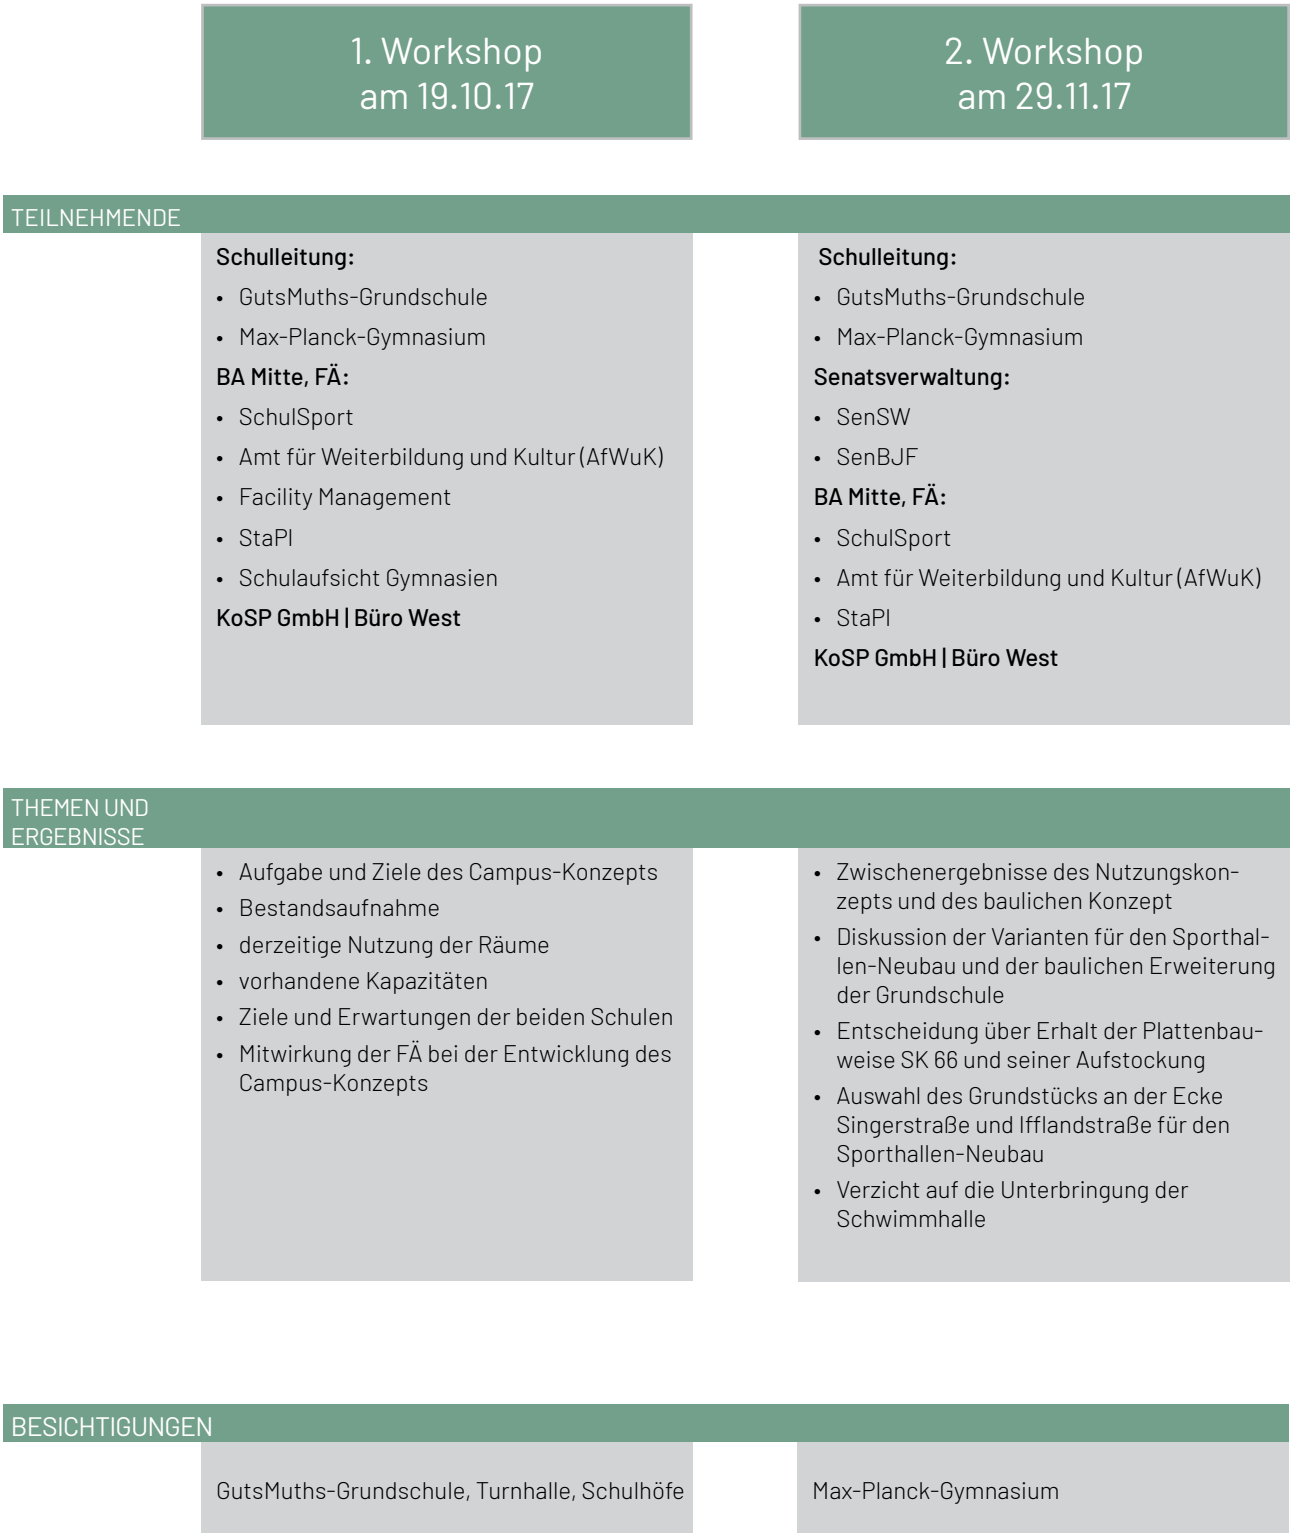 1. Workshop
am 19.10.17
2. Workshop
am 29.11.17
TEILNEHMENDE
Schulleitung:
• GutsMuths-Grundschule
• Max-Planck-Gymnasium
BA Mitte, FÄ:
• SchulSport
• Amt für Weiterbildung und Kultur (AfWuK)
• Facility Management
• StaPl
• Schulaufsicht Gymnasien
KoSP GmbH | Büro West
Schulleitung:
• GutsMuths-Grundschule
• Max-Planck-Gymnasium
Senatsverwaltung:
• SenSW
• SenBJF
BA Mitte, FÄ:
• SchulSport
• Amt für Weiterbildung und Kultur (AfWuK)
• StaPl
KoSP GmbH | Büro West
THEMEN UND
ERGEBNISSE
• Aufgabe und Ziele des Campus-Konzepts
• Bestandsaufnahme
• derzeitige Nutzung der Räume
• vorhandene Kapazitäten
• Ziele und Erwartungen der beiden Schulen
• Mitwirkung der FÄ bei der Entwicklung des
Campus-Konzepts
• Zwischenergebnisse des Nutzungskon-
zepts und des baulichen Konzept
• Diskussion der Varianten für den Sporthal-
len-Neubau und der baulichen Erweiterung
der Grundschule
• Entscheidung über Erhalt der Plattenbau-
weise SK 66 und seiner Aufstockung
• Auswahl des Grundstücks an der Ecke
Singerstraße und Ifflandstraße für den
Sporthallen-Neubau
• Verzicht auf die Unterbringung der
Schwimmhalle
BESICHTIGUNGEN
GutsMuths-Grundschule, Turnhalle, Schulhöfe
Max-Planck-Gymnasium